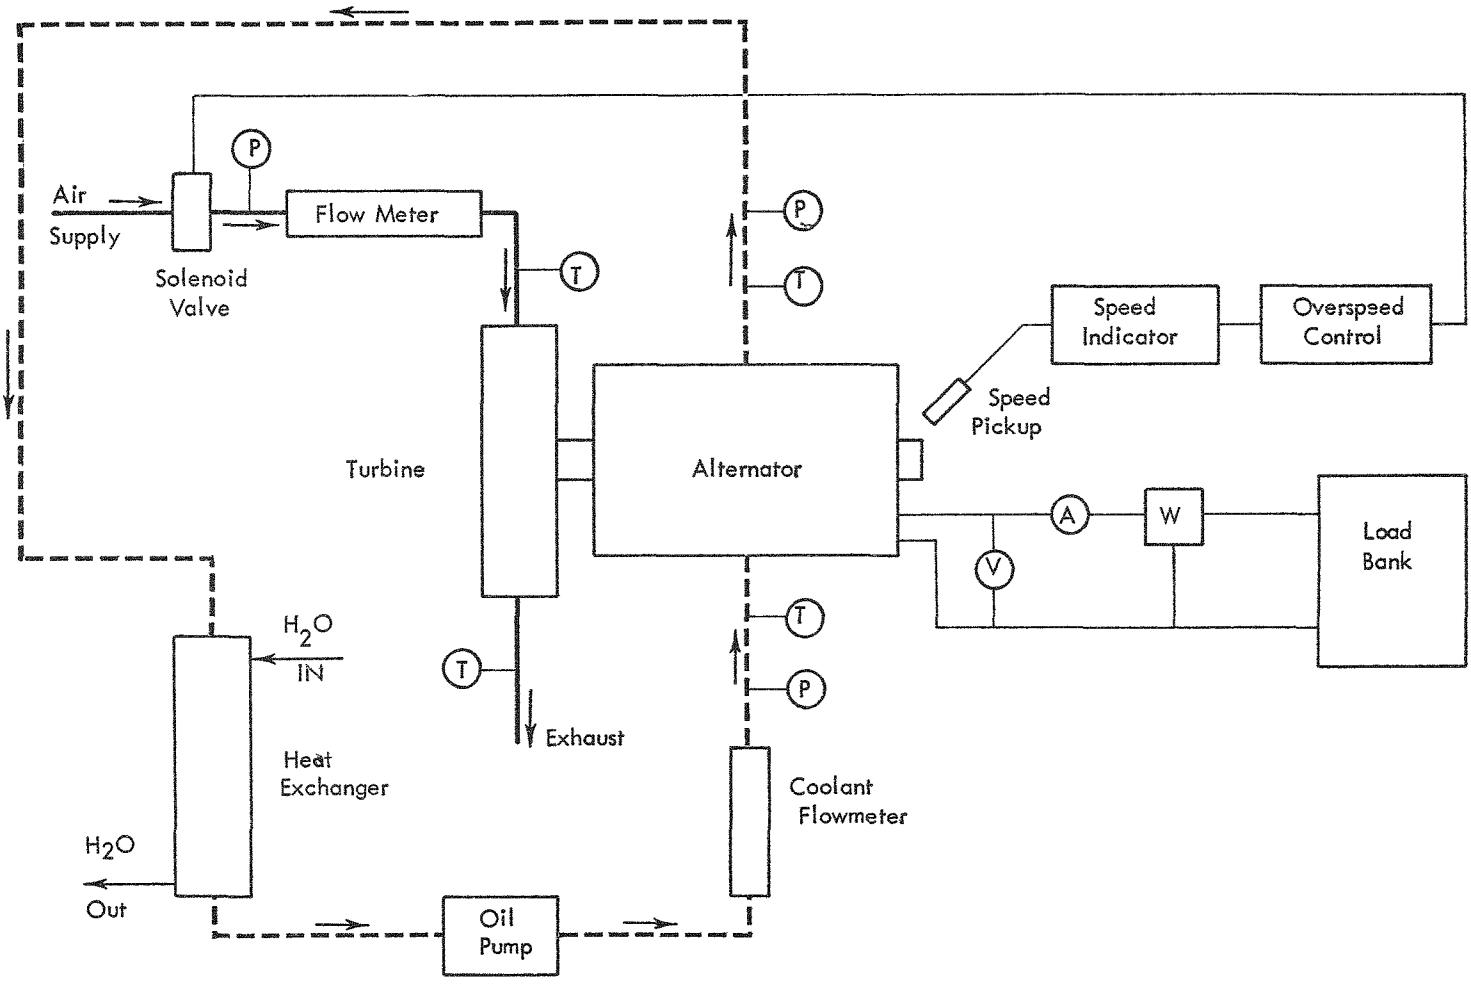 P
Air
Supply
Flow Meter
Solenoid
Valve
T
P
T
Speed
Indicator
Overspeed
Control
Speed
Pickup
Turbine
Alternator
A
W
V
Load
Bank
H2O
IN
T
T
P
Exhaust
Heat
Exchanger
Coolant
Flowmeter
H2O
Out
Oil
Pump